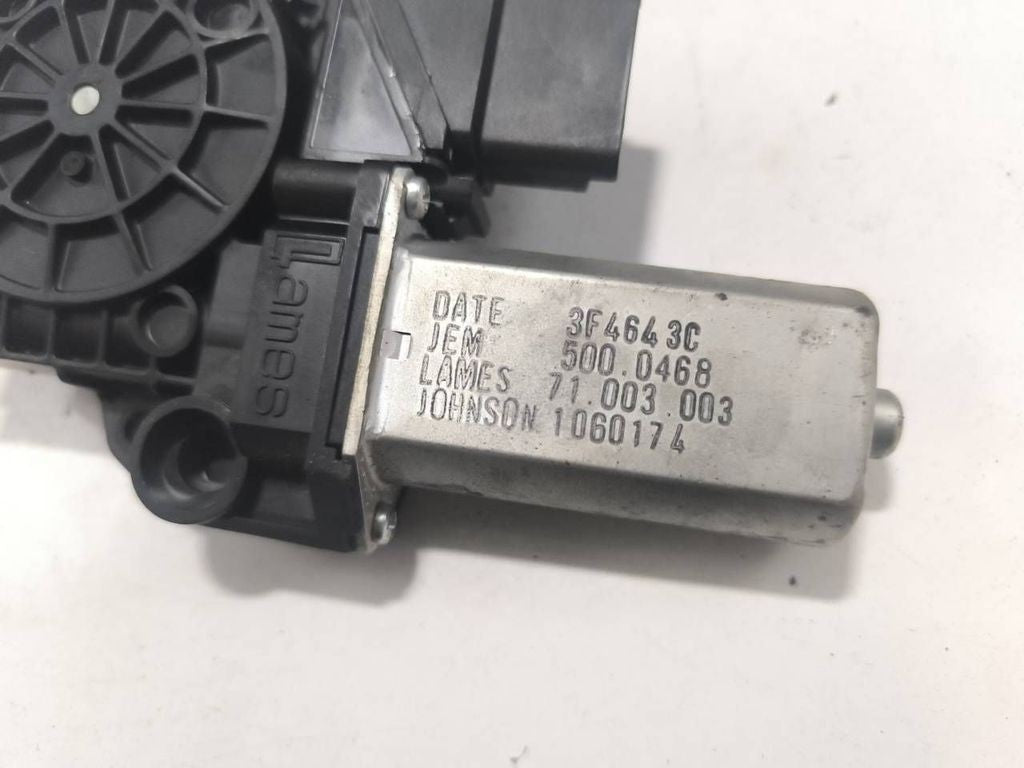 Lames
DATE 3F4643C
JEM 500.0468
LAMES 71.003.003
JOHNSON 1060174